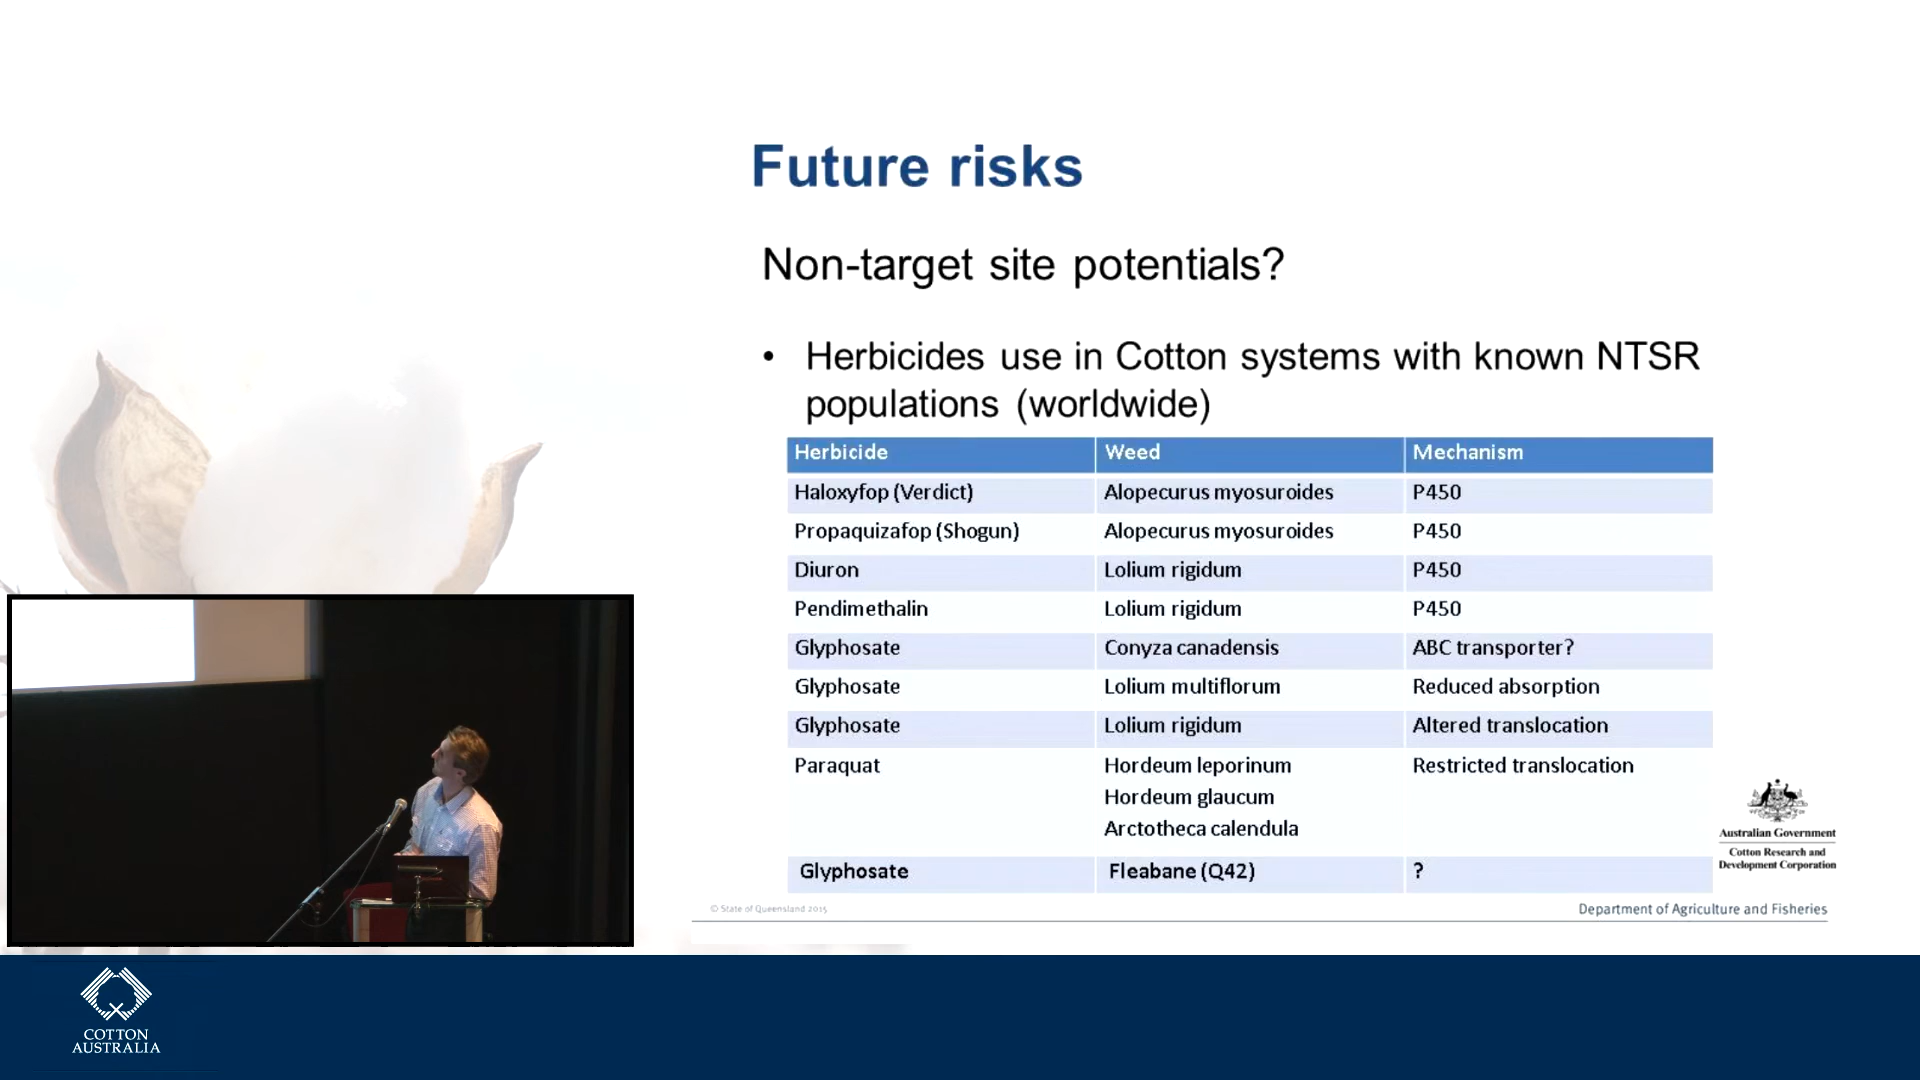 Future risks
Non-target site potentials?
• Herbicides use in Cotton systems with known NTSR
populations (worldwide)
Herbicide Weed Mechanism
Haloxyfop (Verdict) Alopecurus myosuroides P450
Propaquizafop (Shogun) Alopecurus myosuroides P450
Diuron Lolium rigidum P450
Pendimethalin Lolium rigidum P450
Glyphosate Conyza canadensis ABC transporter?
Glyphosate Lolium multiflorum Reduced absorption
Glyphosate Lolium rigidum Altered translocation
Paraquat Hordeum leporinum Restricted translocation
Hordeum glaucum
Arctotheca calendula
Glyphosate Fleabane (Q42) ?
Australian Government
Cotton Research and
Development Corporation
© State of Queensland 2015
Department of Agriculture and Fisheries
COTTON
AUSTRALIA